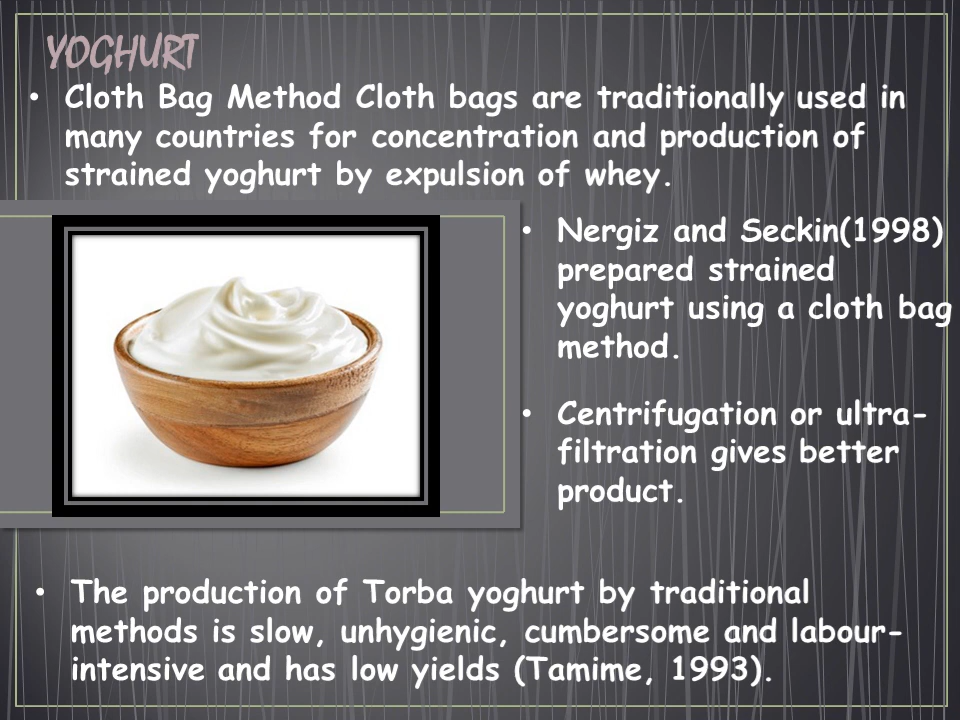 YOGHURT
• Cloth Bag Method Cloth bags are traditionally used in
many countries for concentration and production of
strained yoghurt by expulsion of whey.
• Nergiz and Seckin(1998)
prepared strained
yoghurt using a cloth bag
method.
• Centrifugation or ultra-
filtration gives better
product.
• The production of Torba yoghurt by traditional
methods is slow, unhygienic, cumbersome and labour-
intensive and has low yields (Tamime, 1993).